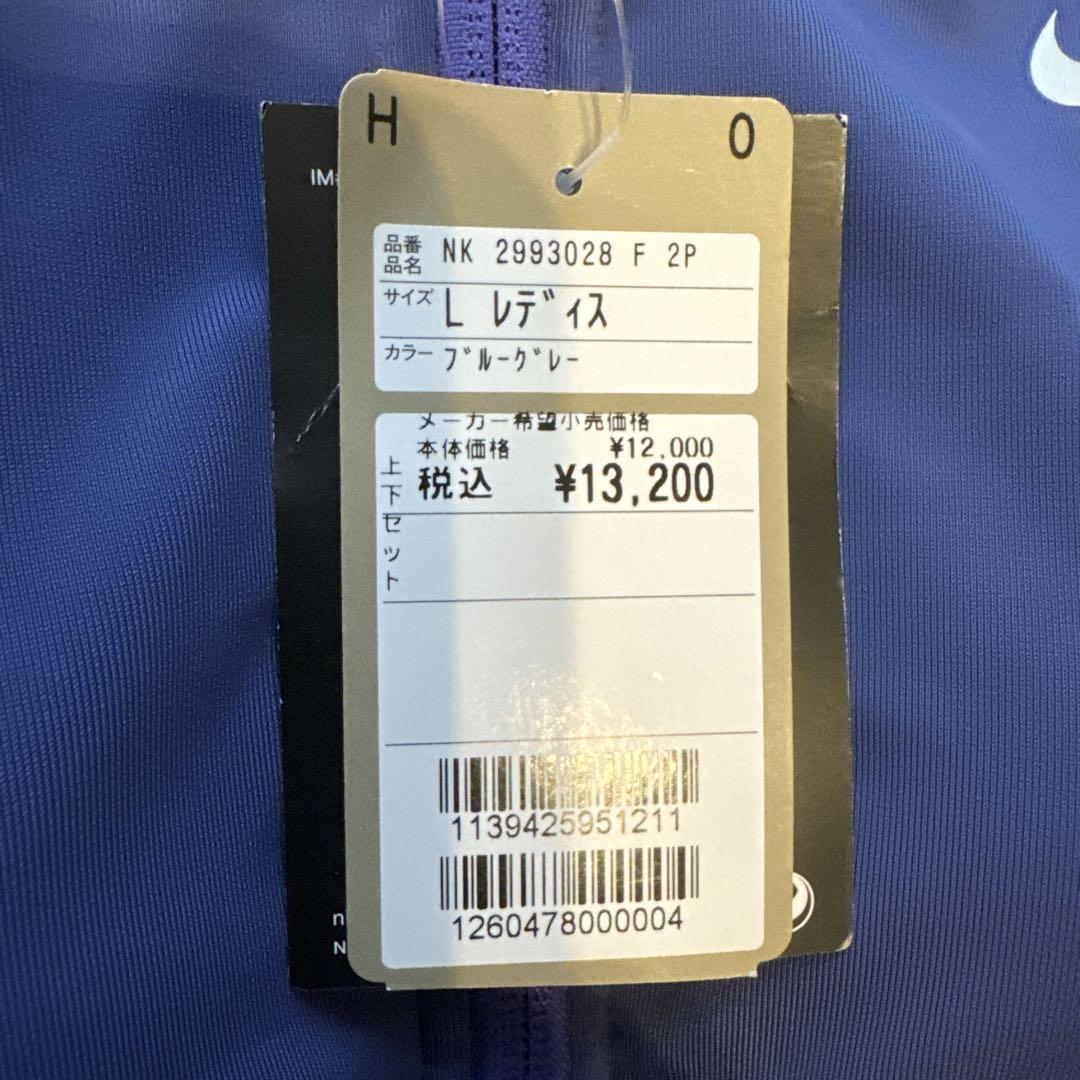 H O
IM
品番 NK 2993028 F 2P
品名
サイズ L ﾚﾃﾞｨｽ
カラー ﾌﾞﾙｰｸﾞﾚｰ
メーカー希望小売価格
本体価格 ¥12,000
税込 ¥13,200
上下セット
1139425951211
1260478000004
n
N